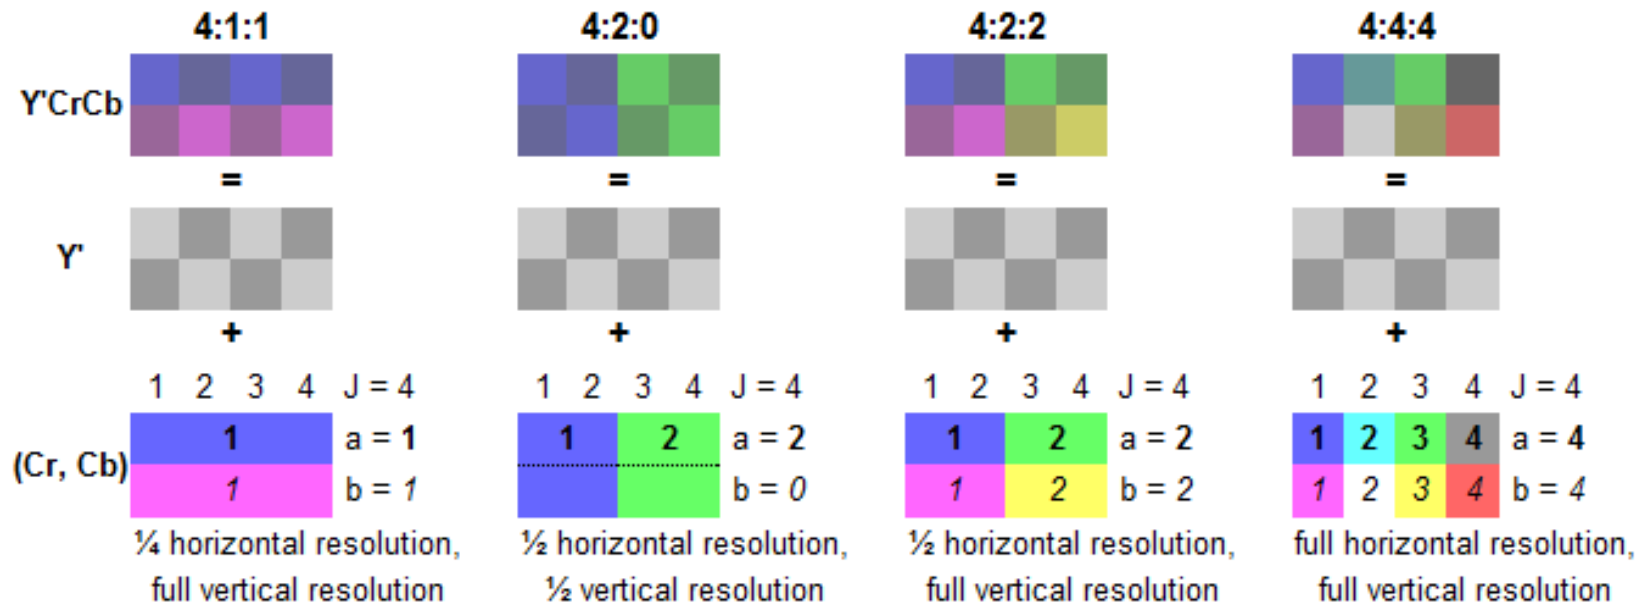 4:1:1 4:2:0 4:2:2 4:4:4
Y'CrCb
= = = =
Y'
+ + + +
1 2 3 4 J = 4 1 2 3 4 J = 4 1 2 3 4 J = 4 1 2 3 4 J = 4
(Cr, Cb)
1 a = 1 1 2 a = 2 1 2 a = 2 1 2 3 4 a = 4
1 b = 1 b = 0 1 2 b = 2 1 2 3 4 b = 4
¼ horizontal resolution, ½ horizontal resolution, ½ horizontal resolution, full horizontal resolution,
full vertical resolution ½ vertical resolution full vertical resolution full vertical resolution